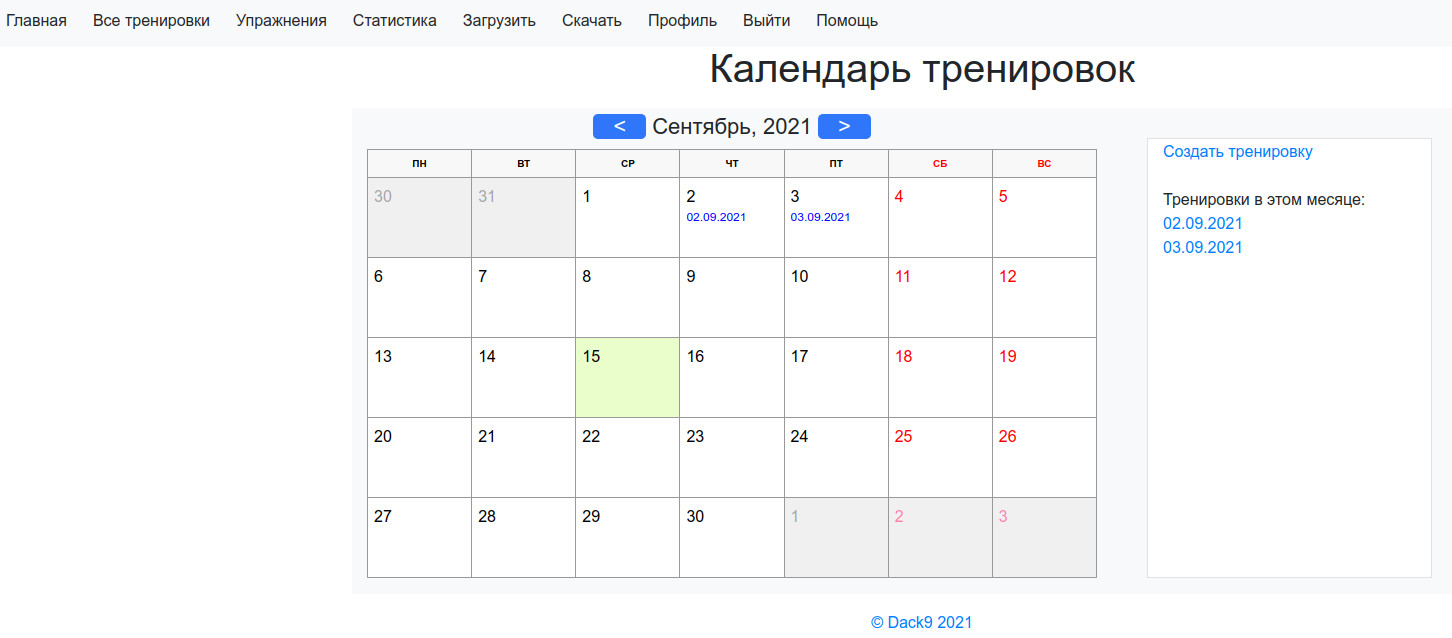 Главная Все тренировки Упражнения Статистика Загрузить Скачать Профиль Выйти Помощь
Календарь тренировок
< Сентябрь, 2021 >
ПН ВТ СР ЧТ ПТ СБ ВС
30 31 1 2 3 4 5
02.09.2021 03.09.2021
6 7 8 9 10 11 12
13 14 15 16 17 18 19
20 21 22 23 24 25 26
27 28 29 30 1 2 3
Создать тренировку
Тренировки в этом месяце:
02.09.2021
03.09.2021
© Dack9 2021